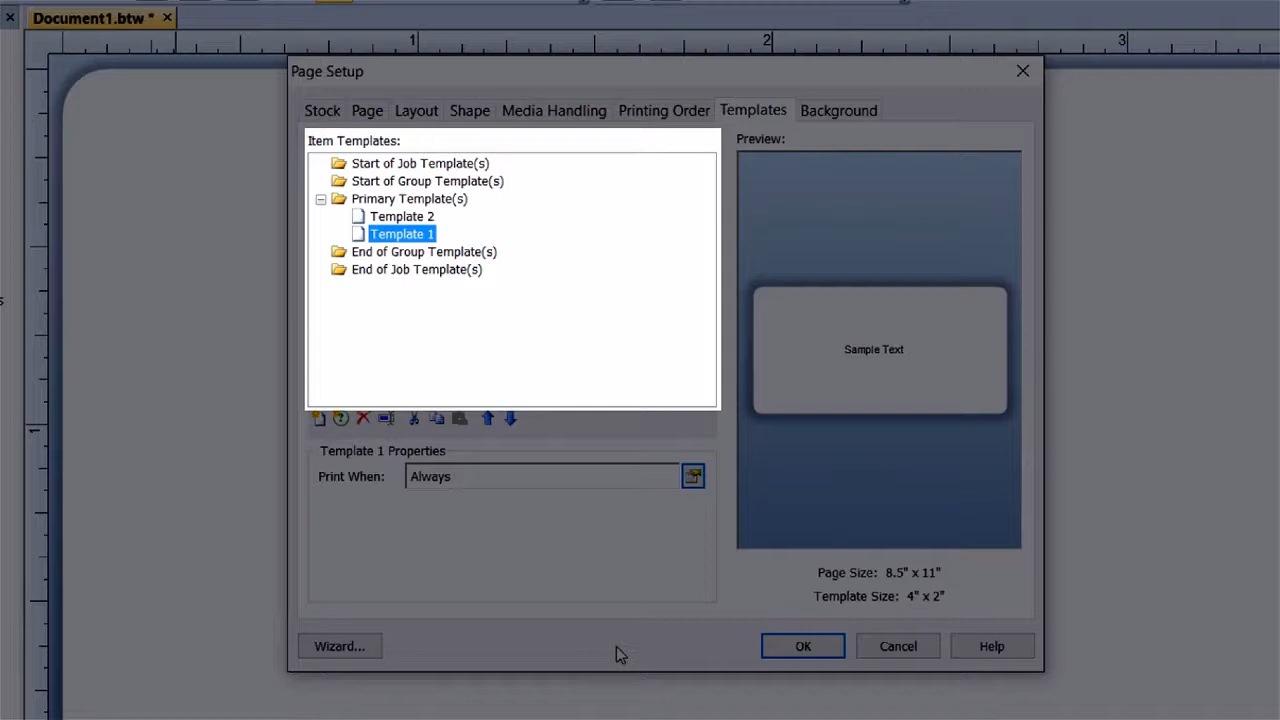 Document1.btw *
1 2 3
Page Setup
Stock Page Layout Shape Media Handling Printing Order Templates Background
Item Templates:
Start of Job Template(s)
Start of Group Template(s)
Primary Template(s)
Template 2
Template 1
End of Group Template(s)
End of Job Template(s)
Preview:
Sample Text
Template 1 Properties
Print When: Always
Page Size: 8.5" x 11"
Template Size: 4" x 2"
Wizard... OK Cancel Help
1
s